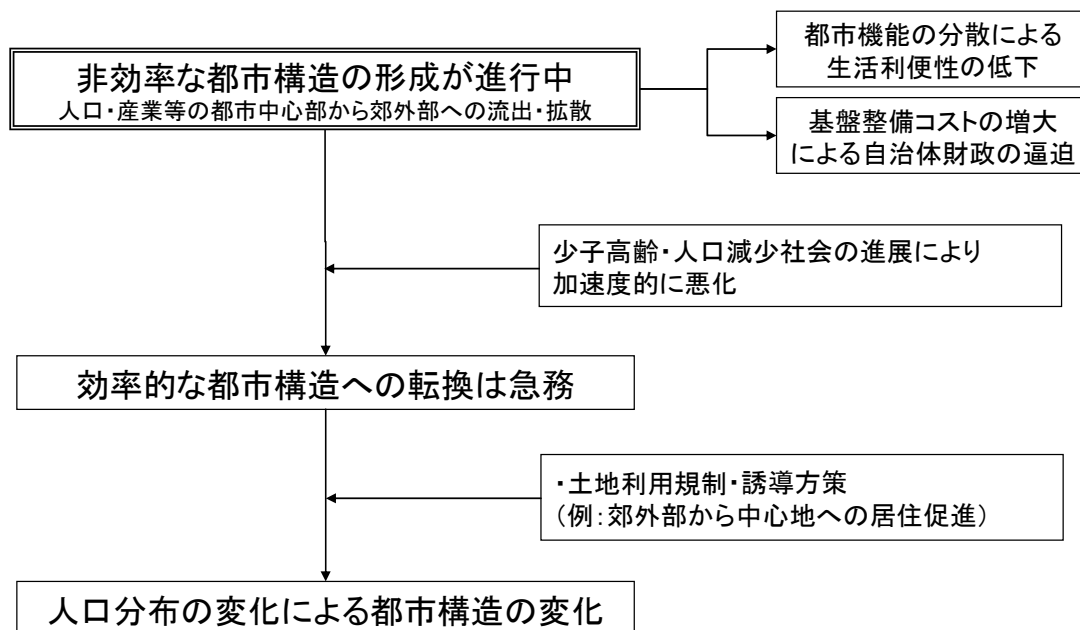 非効率な都市構造の形成が進行中
人口・産業等の都市中心部から郊外部への流出・拡散
都市機能の分散による
生活利便性の低下
基盤整備コストの増大
による自治体財政の逼迫
少子高齢・人口減少社会の進展により
加速度的に悪化
効率的な都市構造への転換は急務
・土地利用規制・誘導方策
（例：郊外部から中心地への居住促進）
人口分布の変化による都市構造の変化